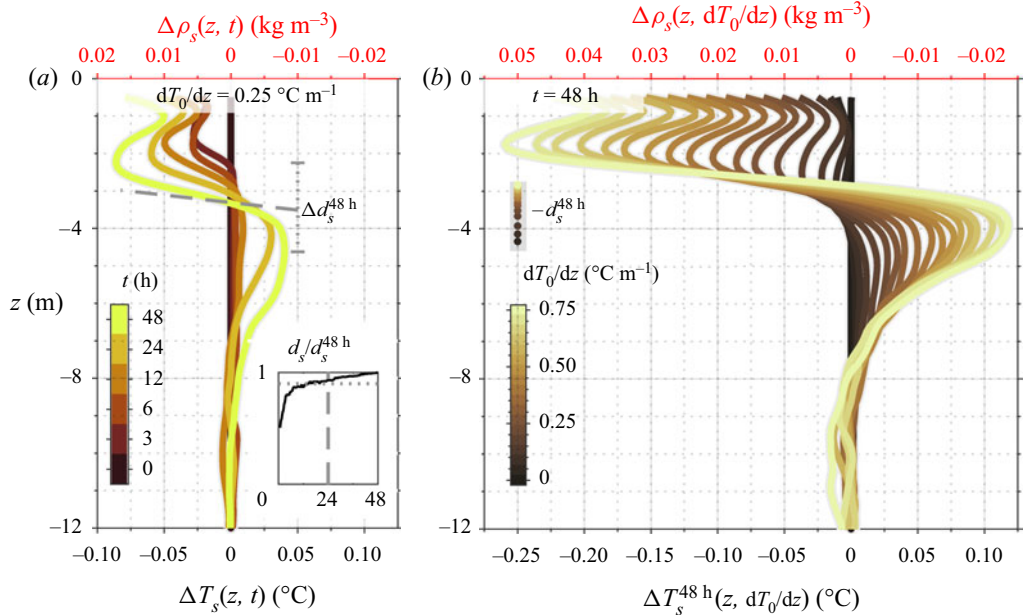 Δρₛ(z, t) (kg m⁻³)
0.02 0.01 0 −0.01 −0.02
(a)
dT₀/dz = 0.25 °C m⁻¹
0
−4
−8
−12
z (m)
Δdₛ⁴⁸ ʰ
t (h)
48
24
12
6
3
0
dₛ/dₛ⁴⁸ ʰ
1
0 24 48
−0.10 −0.05 0 0.05 0.10
ΔTₛ(z, t) (°C)
Δρₛ(z, dT₀/dz) (kg m⁻³)
0.05 0.04 0.03 0.02 0.01 0 −0.01 −0.02
(b)
t = 48 h
0
−4
−8
−12
−dₛ⁴⁸ ʰ
dT₀/dz (°C m⁻¹)
0.75
0.50
0.25
0
−0.25 −0.20 −0.15 −0.10 −0.05 0 0.05 0.10
ΔTₛ⁴⁸ ʰ(z, dT₀/dz) (°C)